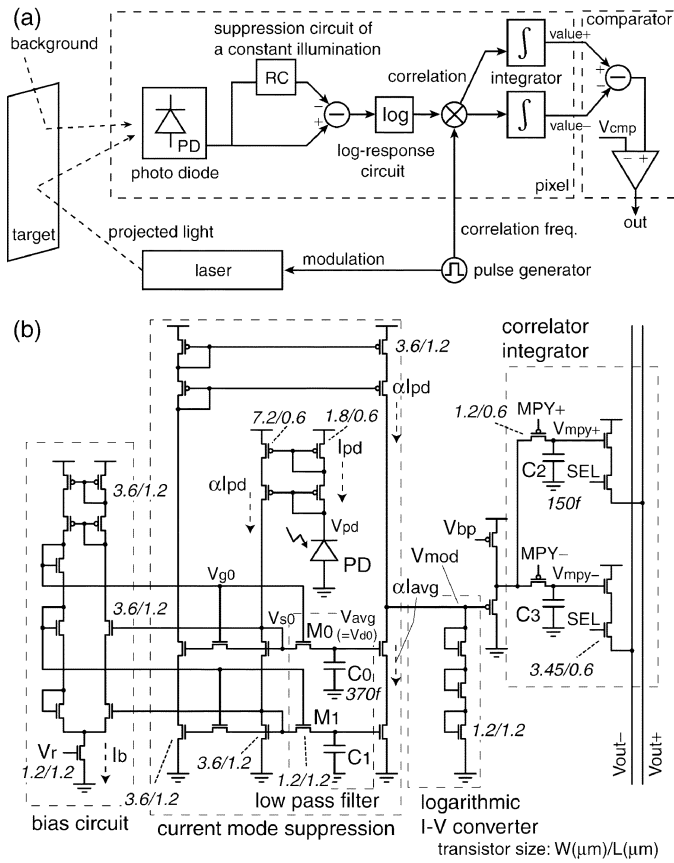 (a)
suppression circuit of
a constant illumination
comparator
background
RC
correlation
integrator
value+
∫
−
+
−
log
∫
value−
+
−
−
Vcmp
− +
PD
photo diode
log-response
circuit
pixel
out
target
projected light
correlation freq.
laser
modulation
pulse generator
(b)
correlator
integrator
3.6/1.2
αIpd
MPY+
1.2/0.6
Vmpy+
7.2/0.6
1.8/0.6
Ipd
C2
SEL
150f
3.6/1.2
αIpd
Vpd
Vbp
PD
MPY−
Vmod
Vmpy−
Vg0
αIavg
C3
SEL
3.6/1.2
Vs0
Vavg
(=Vd0)
M0
C0
370f
3.45/0.6
M1
C1
1.2/1.2
Vr
Ib
1.2/1.2
3.6/1.2
3.6/1.2
1.2/1.2
Vout−
Vout+
low pass filter
bias circuit
current mode suppression
logarithmic
I-V converter
transistor size: W(μm)/L(μm)